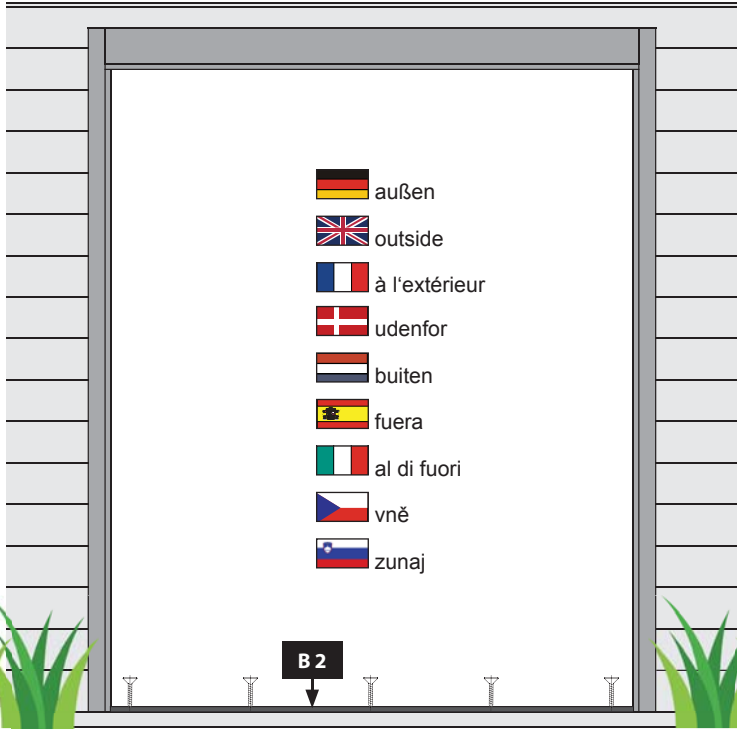 außen
outside
à l‘extérieur
udenfor
buiten
fuera
al di fuori
vně
zunaj
B 2